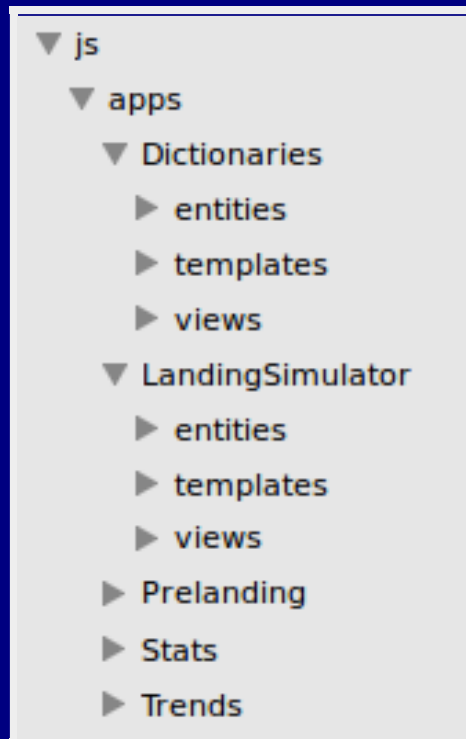 js
apps
Dictionaries
entities
templates
views
LandingSimulator
entities
templates
views
Prelanding
Stats
Trends